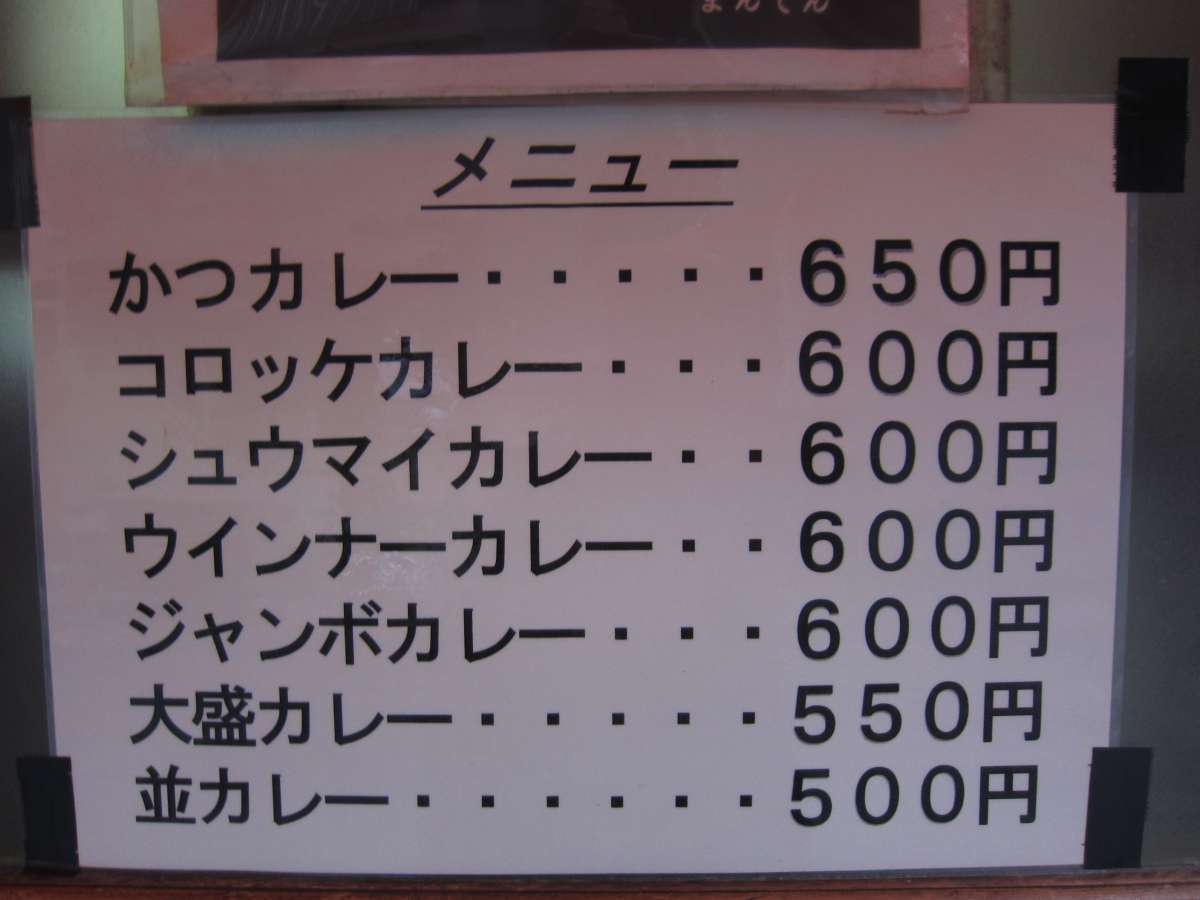 まんてん
メニュー
かつカレー・・・・・650円
コロッケカレー・・・600円
シュウマイカレー・・600円
ウインナーカレー・・600円
ジャンボカレー・・・600円
大盛カレー・・・・・550円
並カレー・・・・・・500円